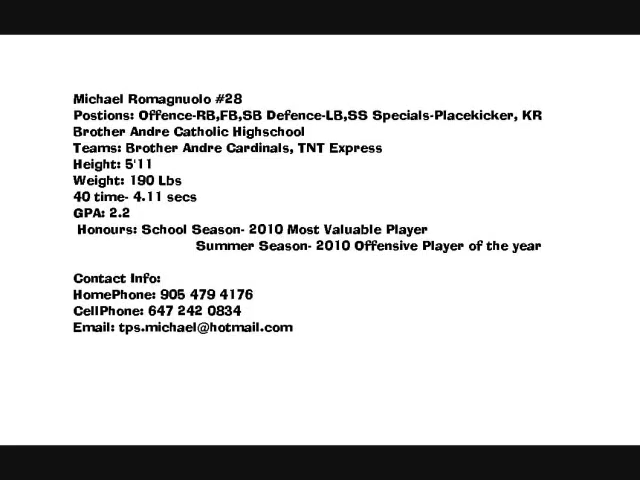 Michael Romagnuolo #28
Postions: Offence-RB,FB,SB Defence-LB,SS Specials-Placekicker, KR
Brother Andre Catholic Highschool
Teams: Brother Andre Cardinals, TNT Express
Height: 5'11
Weight: 190 Lbs
40 time- 4.11 secs
GPA: 2.2
Honours: School Season- 2010 Most Valuable Player
Summer Season- 2010 Offensive Player of the year
Contact Info:
HomePhone: 905 479 4176
CellPhone: 647 242 0834
Email: tps.michael@hotmail.com